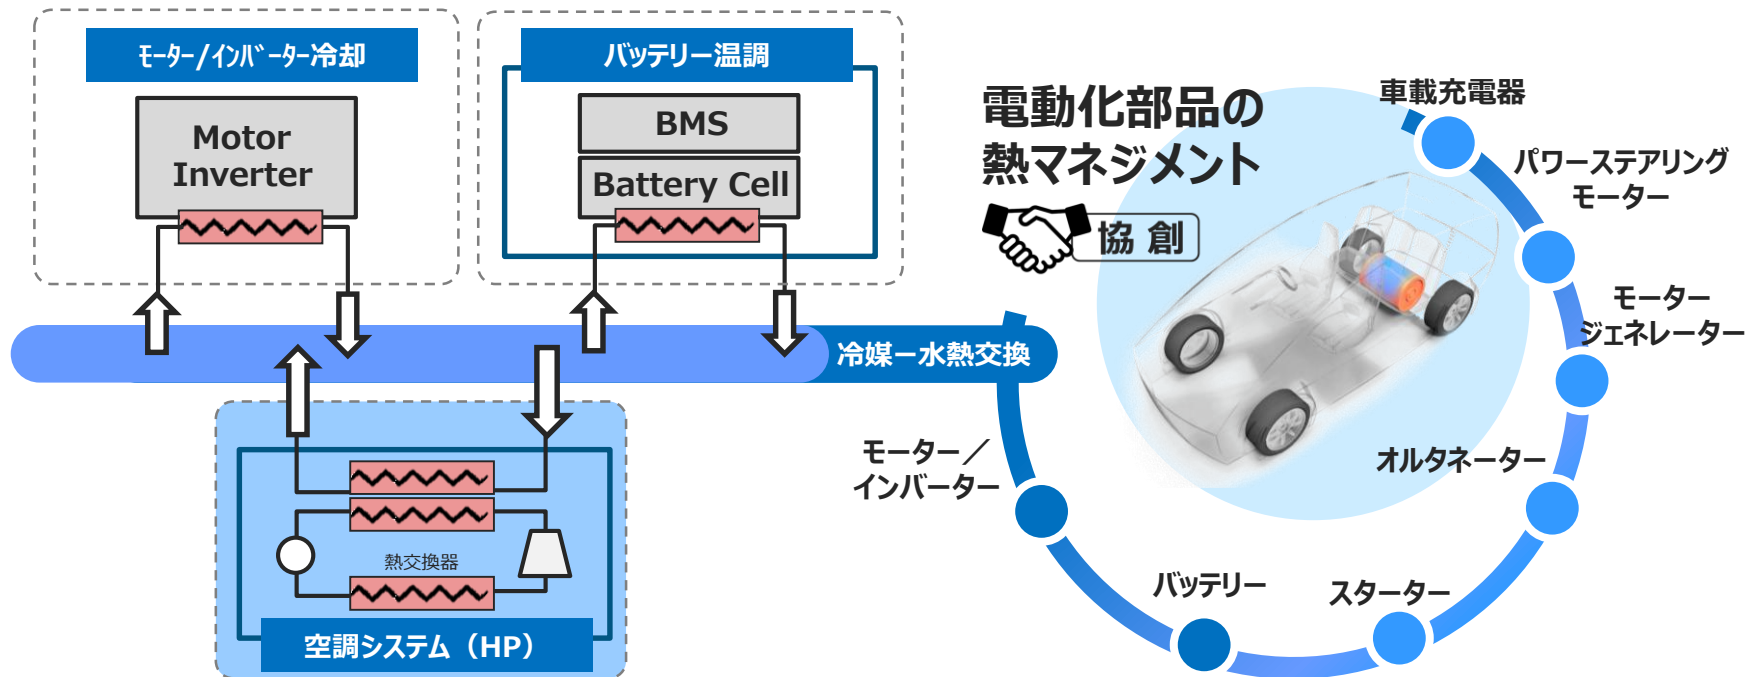 ﾓｰﾀｰ/ｲﾝﾊﾞｰﾀｰ冷却
Motor
Inverter
バッテリー温調
BMS
Battery Cell
冷媒－水熱交換
熱交換器
空調システム（HP）
電動化部品の
熱マネジメント
協 創
車載充電器
パワーステアリング
モーター
モーター
ジェネレーター
オルタネーター
スターター
バッテリー
モーター／
インバーター